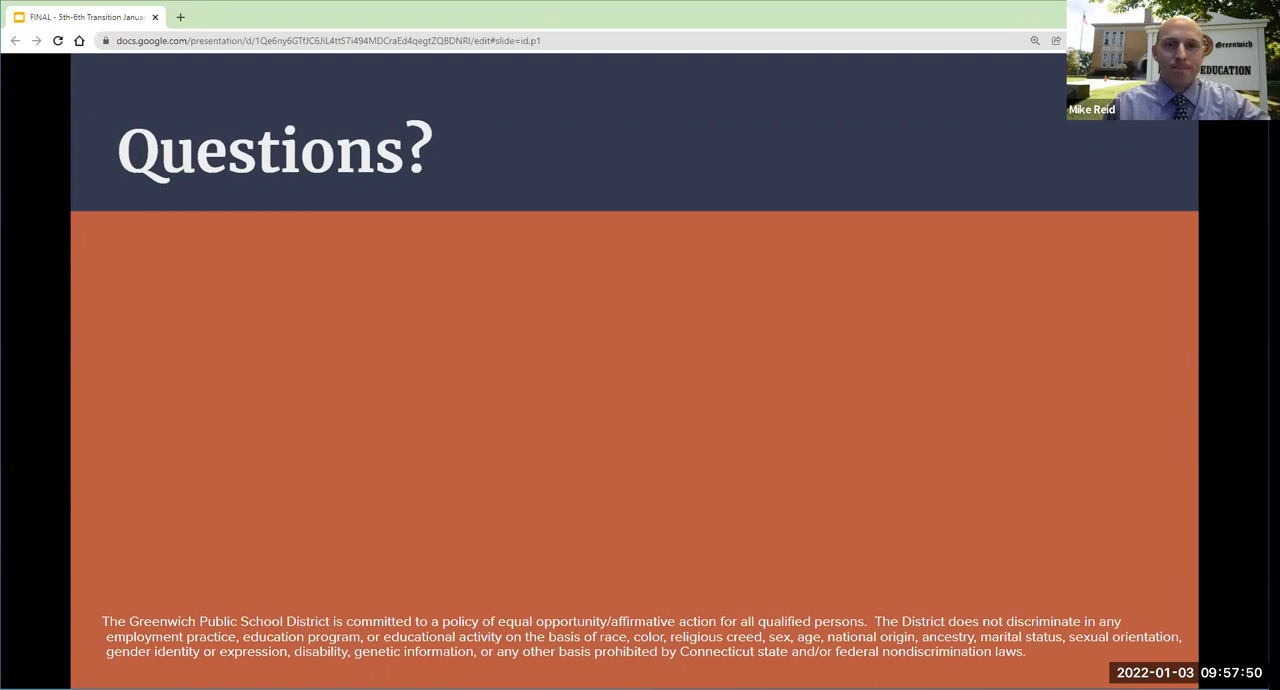 FINAL - 5th-6th Transition Janua
docs.google.com/presentation/d/1Qe6ny6GTfJC6JiL4ttS7i494MDCraEd4qegtZQBDNRI/edit#slide=id.p1
Greenwich
EDUCATION
Mike Reid
Questions?
The Greenwich Public School District is committed to a policy of equal opportunity/affirmative action for all qualified persons. The District does not discriminate in any
employment practice, education program, or educational activity on the basis of race, color, religious creed, sex, age, national origin, ancestry, marital status, sexual orientation,
gender identity or expression, disability, genetic information, or any other basis prohibited by Connecticut state and/or federal nondiscrimination laws.
2022-01-03 09:57:50